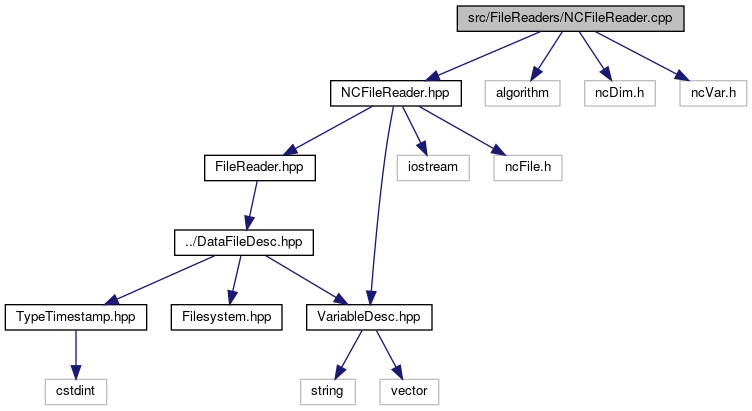 src/FileReaders/NCFileReader.cpp
NCFileReader.hpp
algorithm
ncDim.h
ncVar.h
FileReader.hpp
iostream
ncFile.h
../DataFileDesc.hpp
TypeTimestamp.hpp
Filesystem.hpp
VariableDesc.hpp
cstdint
string
vector